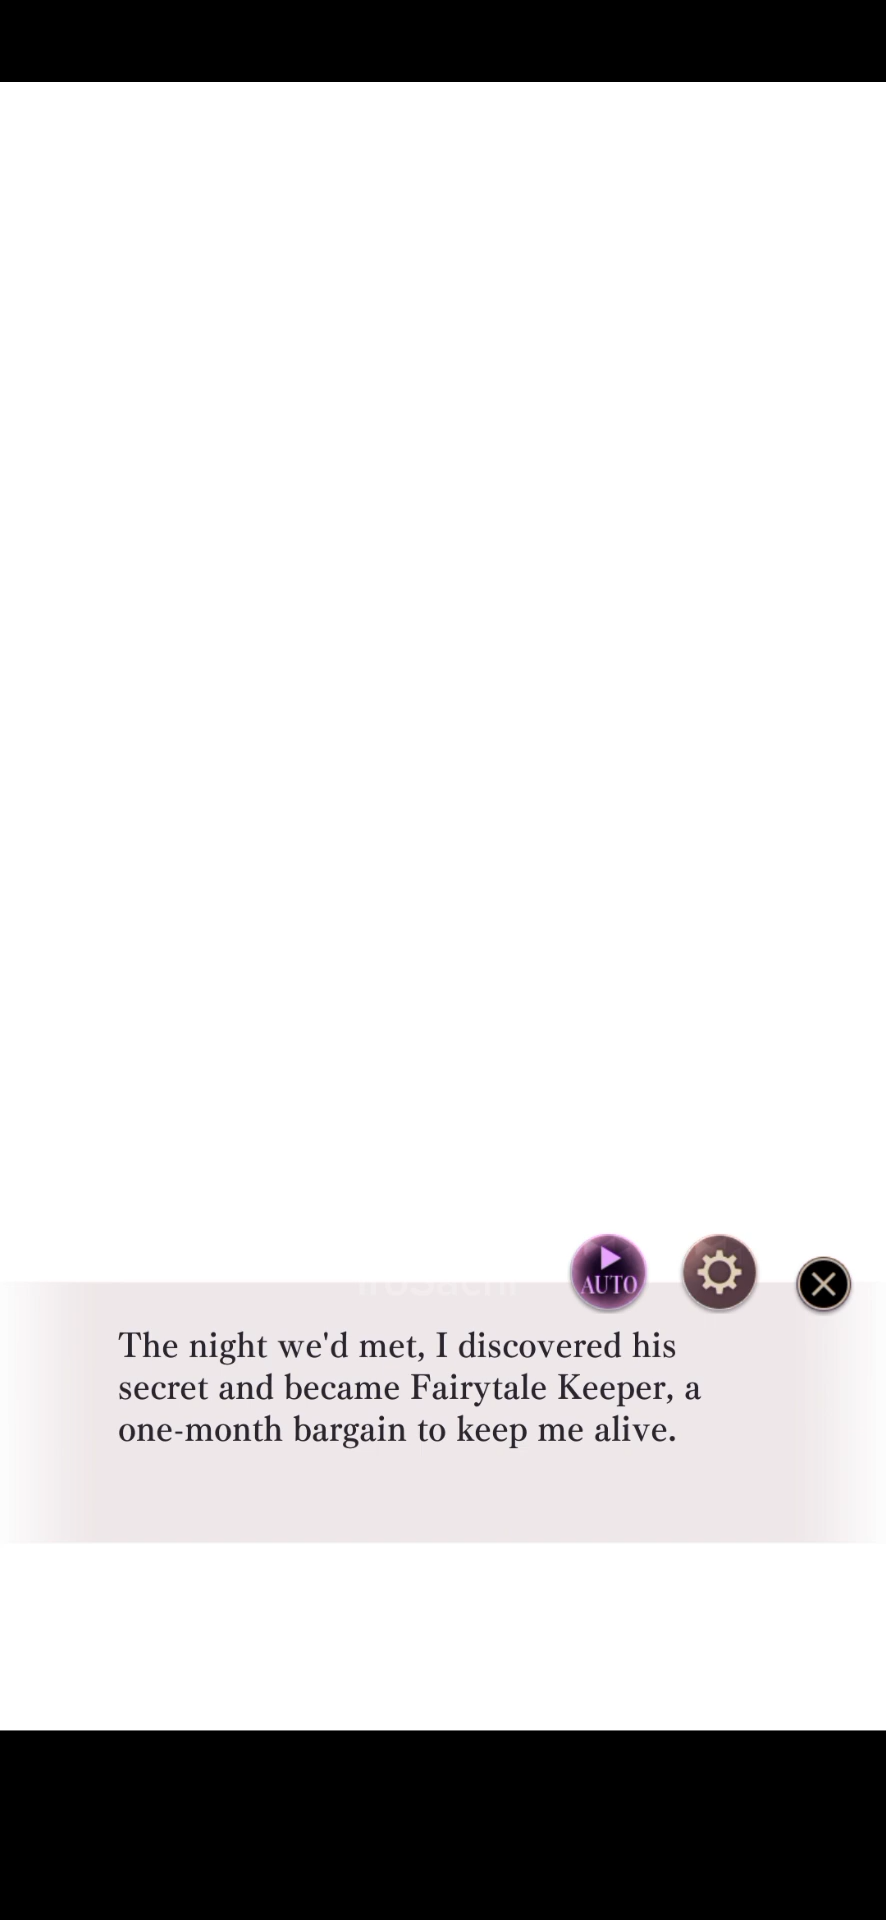 AUTO
The night we'd met, I discovered his
secret and became Fairytale Keeper, a
one-month bargain to keep me alive.